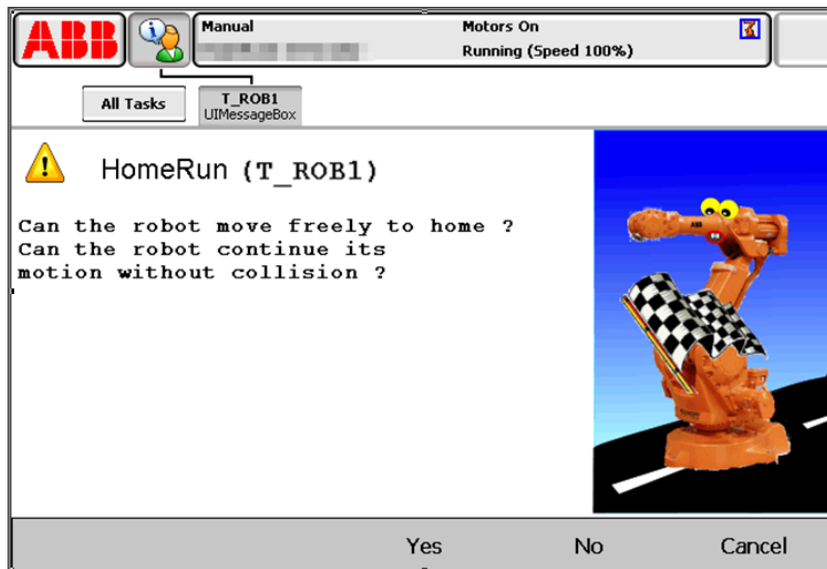 ABB
Manual
Motors On
Running (Speed 100%)
All Tasks
T_ROB1
UIMessageBox
HomeRun (T_ROB1)
Can the robot move freely to home ?
Can the robot continue its
motion without collision ?
ABB
Yes
No
Cancel